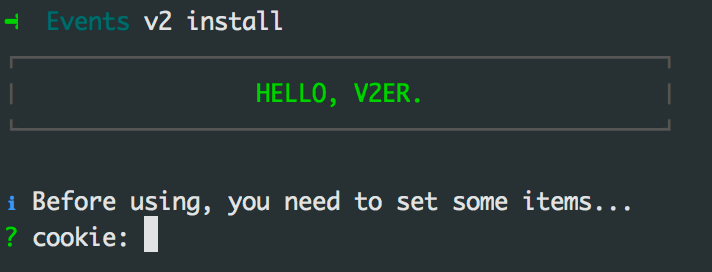 Events v2 install
HELLO, V2ER.
i Before using, you need to set some items...
? cookie: